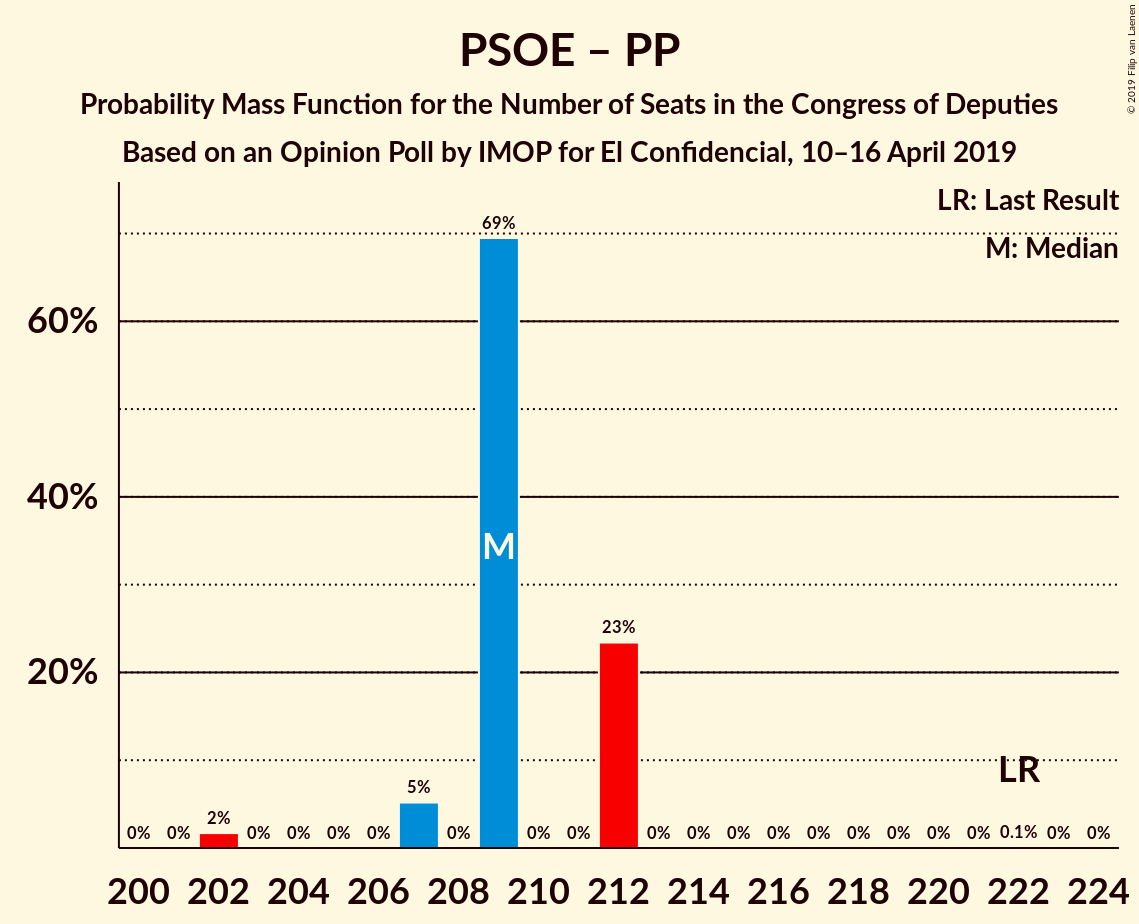 PSOE – PP
Probability Mass Function for the Number of Seats in the Congress of Deputies
Based on an Opinion Poll by IMOP for El Confidencial, 10–16 April 2019
© 2019 Filip van Laenen
LR: Last Result
M: Median
60%
40%
20%
0% 0% 2% 0% 0% 0% 0% 5% 0% 69% 0% 0% 23% 0% 0% 0% 0% 0% 0% 0% 0% 0% 0.1% 0% 0%
M
LR
200 202 204 206 208 210 212 214 216 218 220 222 224